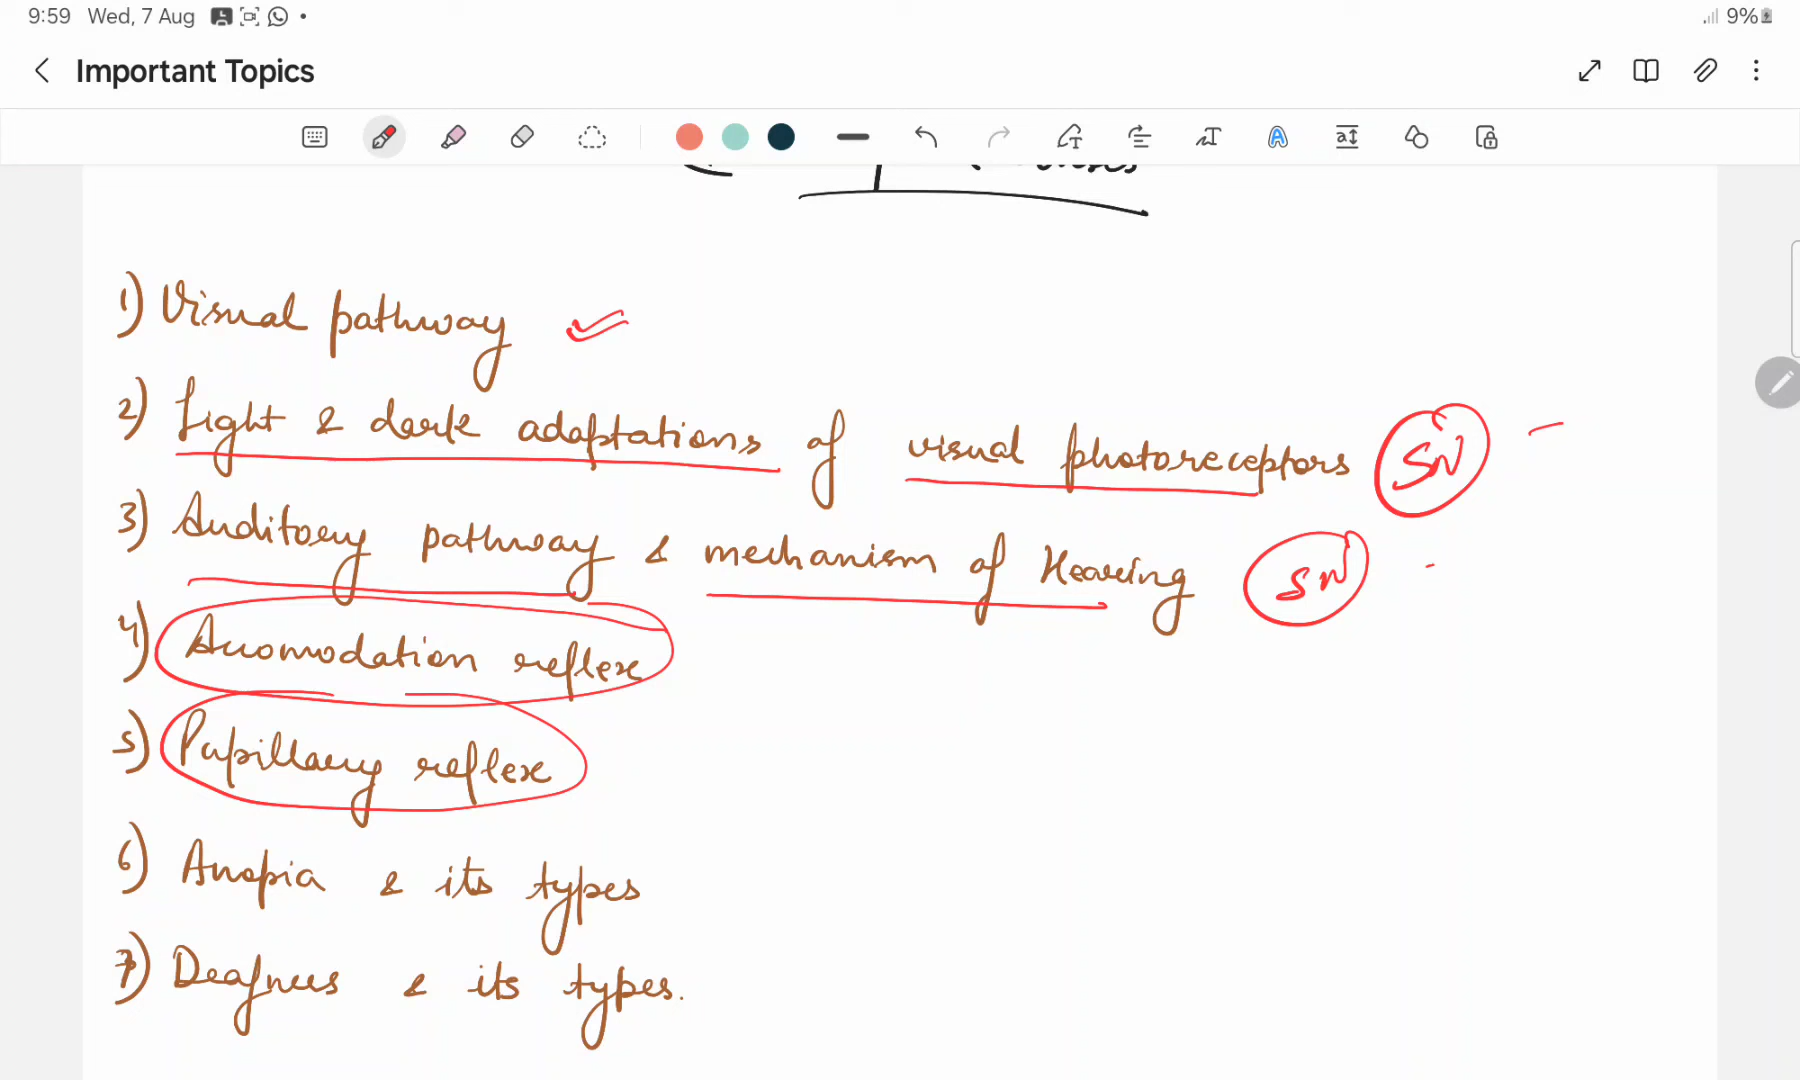 9:59 Wed, 7 Aug
9%
Important Topics
1) Visual pathway
2) Light & dark adaptations of visual photoreceptors SN
3) Auditory pathway & mechanism of Hearing SN
4) Accomodation reflex
5) Pupillary reflex
6) Anopia & its types
7) Deafness & its types.